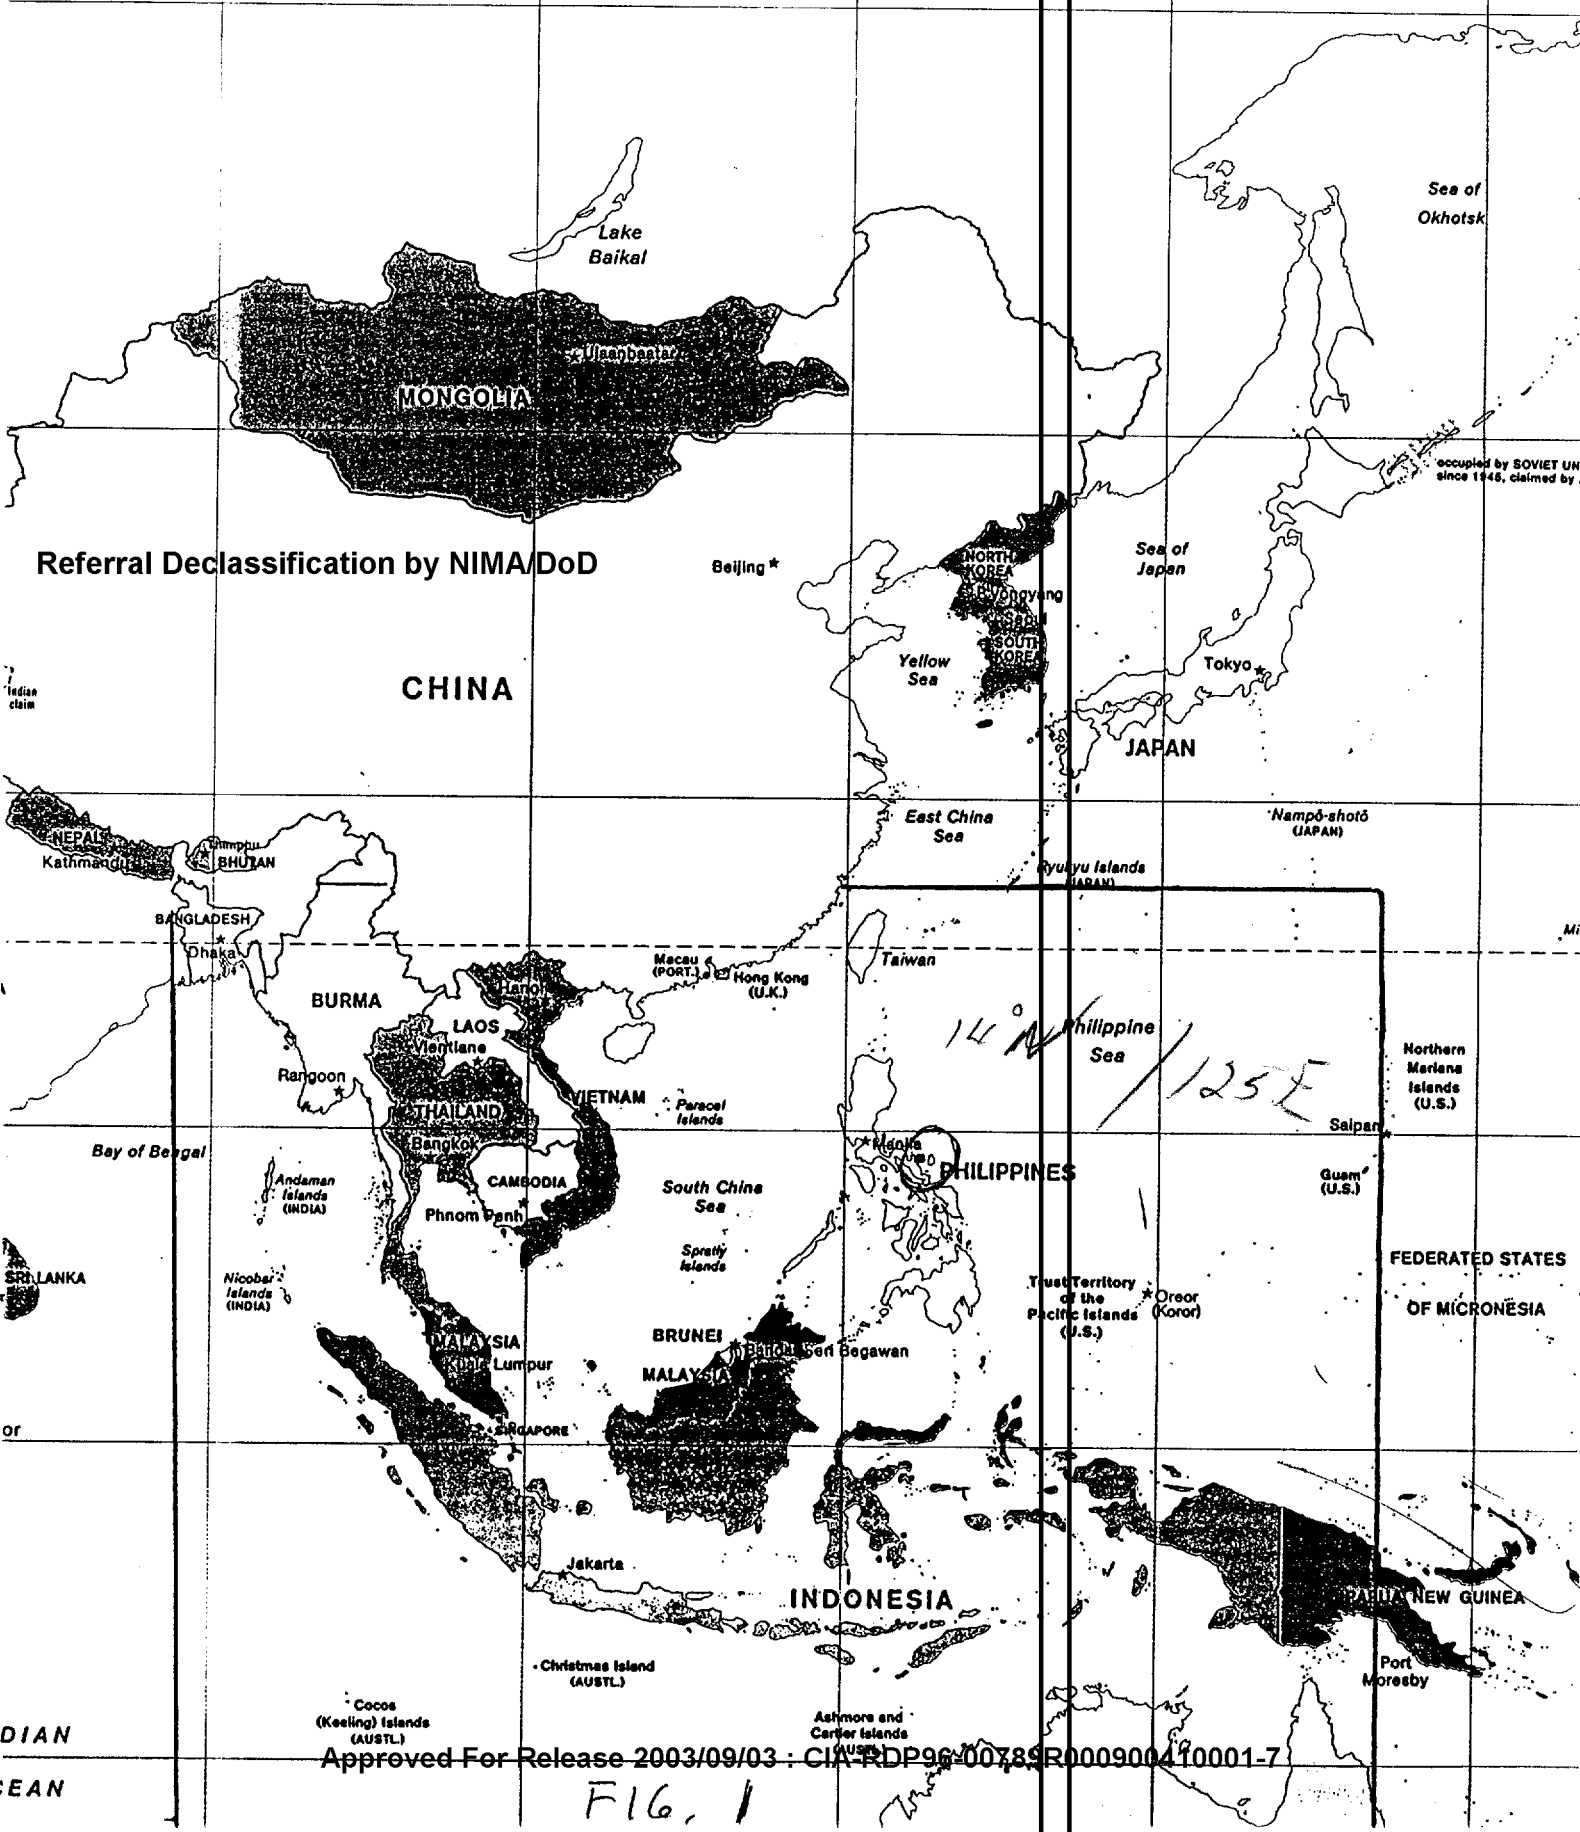 Sea of
Okhotsk
Lake
Baikal
Ulaanbaatar
MONGOLIA
occupied by SOVIET UN
since 1945, claimed by
Referral Declassification by NIMA/DoD
Beijing
NORTH
KOREA
P'yongyang
Seoul
SOUTH
KOREA
Sea of
Japan
Yellow
Sea
Tokyo
Indian
claim
CHINA
JAPAN
East China
Sea
Nampō-shotō
(JAPAN)
NEPAL
Kathmandu
Thimphu
BHUTAN
Ryukyu Islands
(JAPAN)
BANGLADESH
Dhaka
Macau
(PORT.)
Hong Kong
(U.K.)
Taiwan
Mi
BURMA
Hanoi
LAOS
Vientiane
14°N / 125E
Philippine
Sea
Northern
Mariana
Islands
(U.S.)
Rangoon
THAILAND
VIETNAM
Paracel
Islands
Saipan
Bangkok
Manila
Bay of Bengal
PHILIPPINES
Guam
(U.S.)
Andaman
Islands
(INDIA)
CAMBODIA
Phnom Penh
South China
Sea
Spratly
Islands
FEDERATED STATES
OF MICRONESIA
SRI LANKA
Nicobar
Islands
(INDIA)
Trust Territory
of the
Pacific Islands
(U.S.)
Oreor
(Koror)
MALAYSIA
Kuala Lumpur
BRUNEI
Bandar Seri Begawan
MALAYSIA
or
SINGAPORE
Jakarta
INDONESIA
PAPUA NEW GUINEA
Port
Moresby
Christmas Island
(AUSTL.)
Cocos
(Keeling) Islands
(AUSTL.)
Ashmore and
Cartier Islands
(AUSTL.)
DIAN
CEAN
Approved For Release 2003/09/03 : CIA-RDP96-00789R000900410001-7
FIG. 1